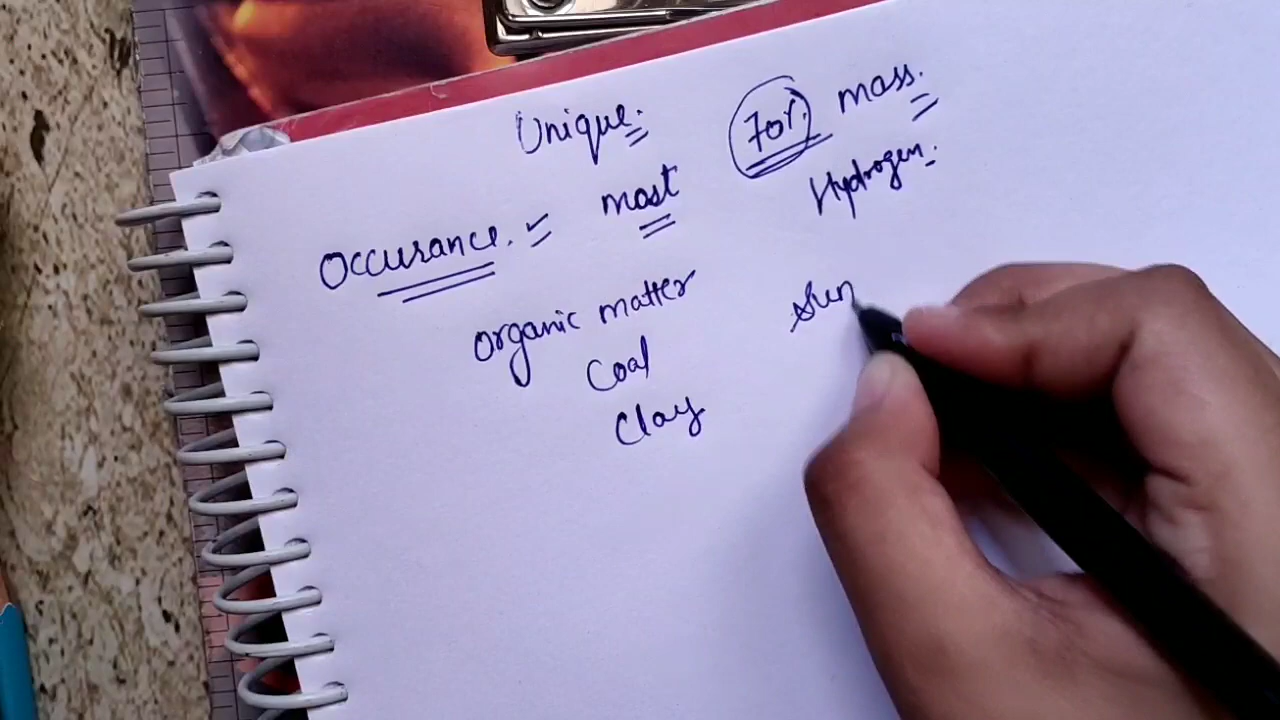 Unique.
70%. mass.
Hydrogen.
Occurance. most
organic matter
Coal
Clay
Sun